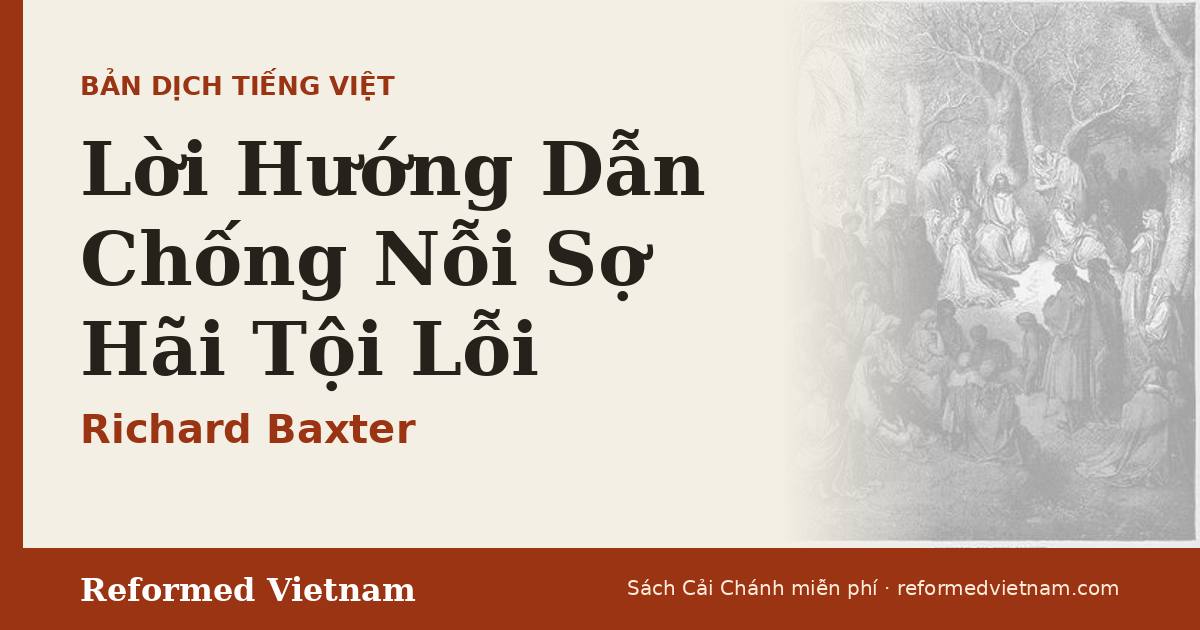 BẢN DỊCH TIẾNG VIỆT
Lời Hướng Dẫn
Chống Nỗi Sợ
Hãi Tội Lỗi
Richard Baxter
Reformed Vietnam
Sách Cải Chánh miễn phí · reformedvietnam.com